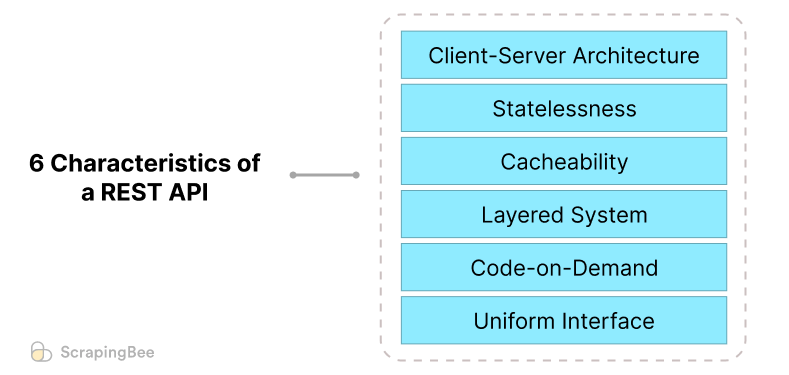 6 Characteristics of
a REST API
Client-Server Architecture
Statelessness
Cacheability
Layered System
Code-on-Demand
Uniform Interface
ScrapingBee